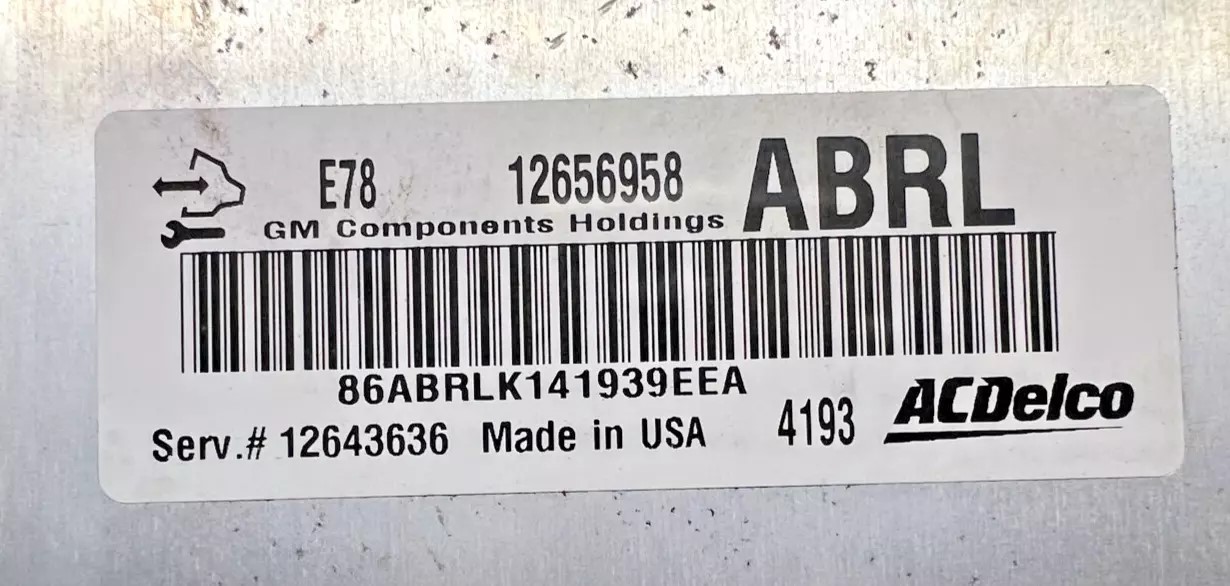 E78 12656958 ABRL
GM Components Holdings
86ABRLK141939EEA
Serv.# 12643636 Made in USA 4193 ACDelco